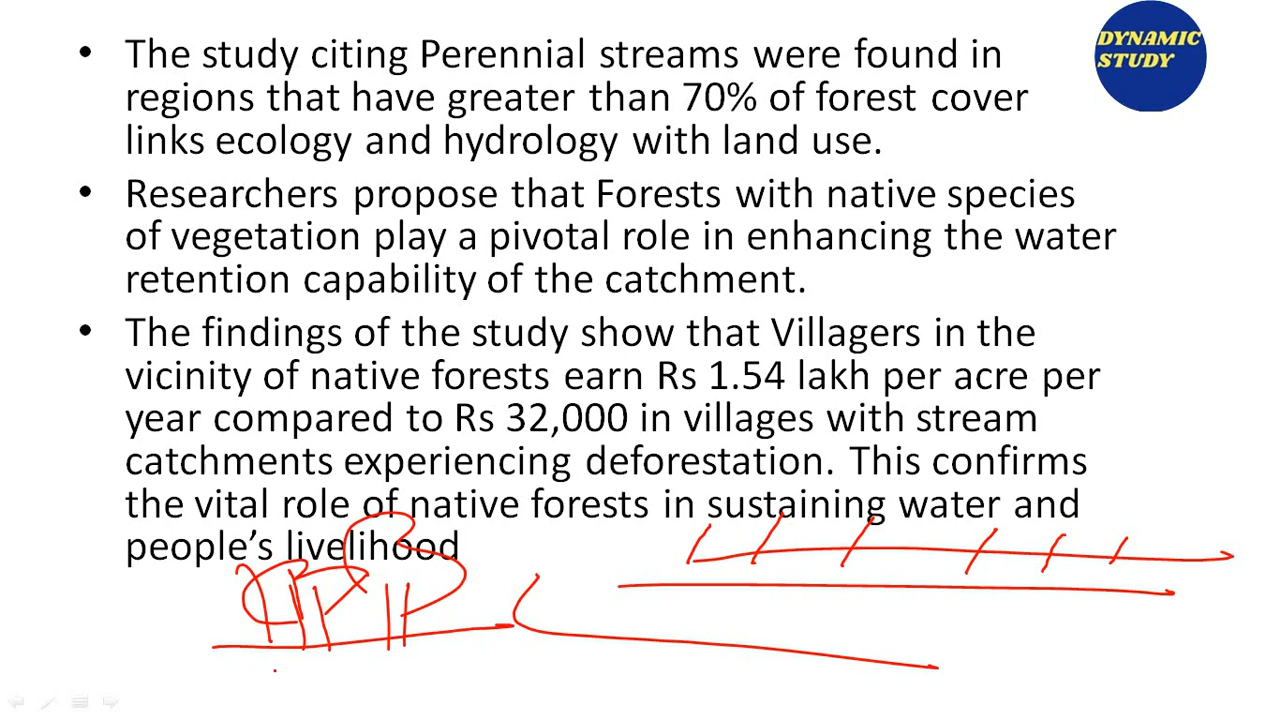 DYNAMIC
STUDY
• The study citing Perennial streams were found in
regions that have greater than 70% of forest cover
links ecology and hydrology with land use.
• Researchers propose that Forests with native species
of vegetation play a pivotal role in enhancing the water
retention capability of the catchment.
• The findings of the study show that Villagers in the
vicinity of native forests earn Rs 1.54 lakh per acre per
year compared to Rs 32,000 in villages with stream
catchments experiencing deforestation. This confirms
the vital role of native forests in sustaining water and
people’s livelihood